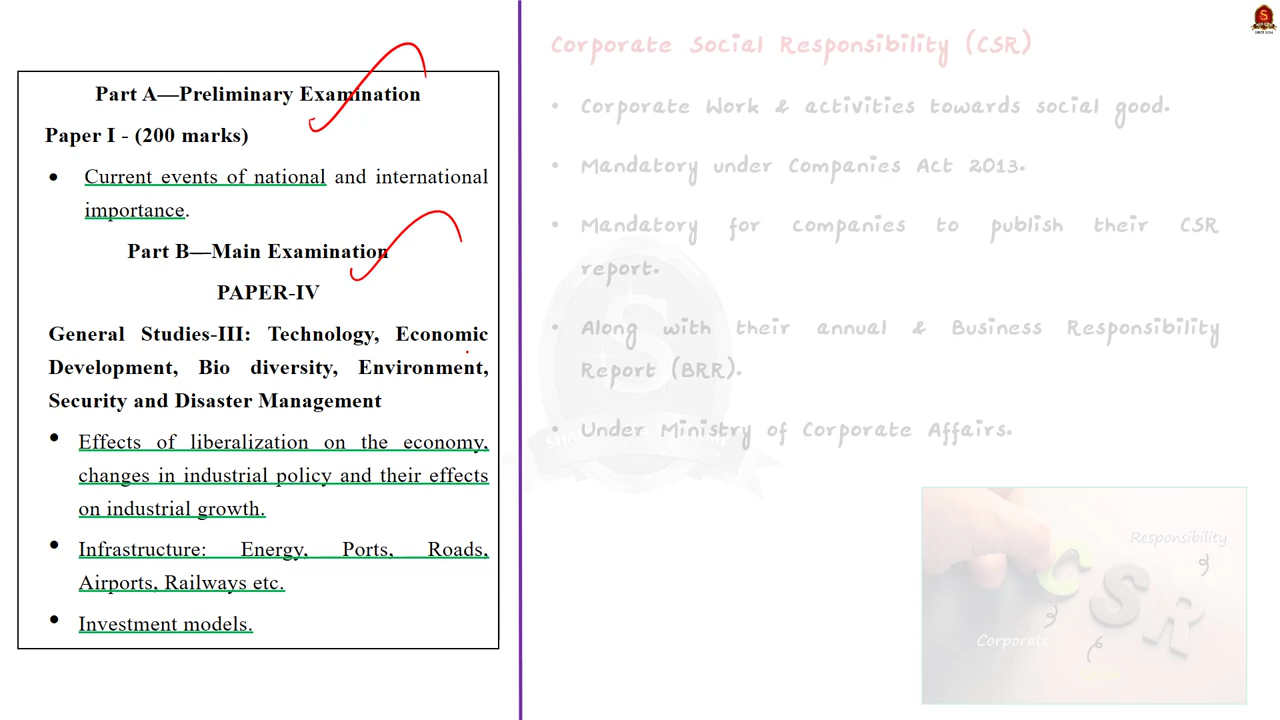 Part A—Preliminary Examination
Paper I - (200 marks)
• Current events of national and international
importance.
Part B—Main Examination
PAPER-IV
General Studies-III: Technology, Economic
Development, Bio diversity, Environment,
Security and Disaster Management
• Effects of liberalization on the economy,
changes in industrial policy and their effects
on industrial growth.
• Infrastructure: Energy, Ports, Roads,
Airports, Railways etc.
• Investment models.
Corporate Social Responsibility (CSR)
• Corporate Work & activities towards social good.
• Mandatory under Companies Act 2013.
• Mandatory for companies to publish their CSR
report.
• Along with their annual & Business Responsibility
Report (BRR).
• Under Ministry of Corporate Affairs.
Responsibility
CSR
Corporate